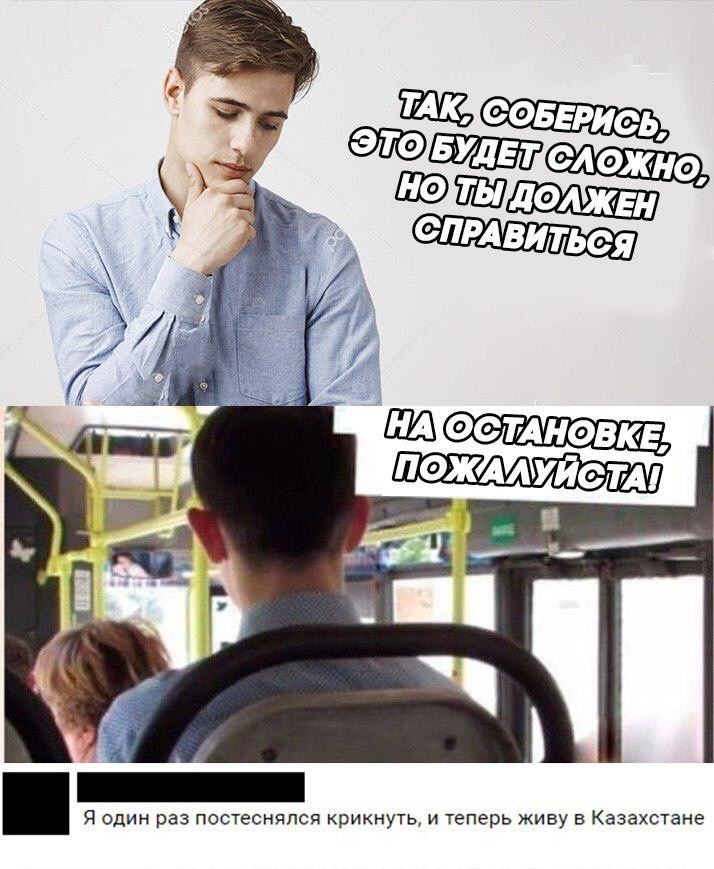 ТАК, СОБЕРИСЬ,
ЭТО БУДЕТ СЛОЖНО,
НО ТЫ ДОЛЖЕН
СПРАВИТЬСЯ
НА ОСТАНОВКЕ,
ПОЖАЛУЙСТА!
Я один раз постеснялся крикнуть, и теперь живу в Казахстане